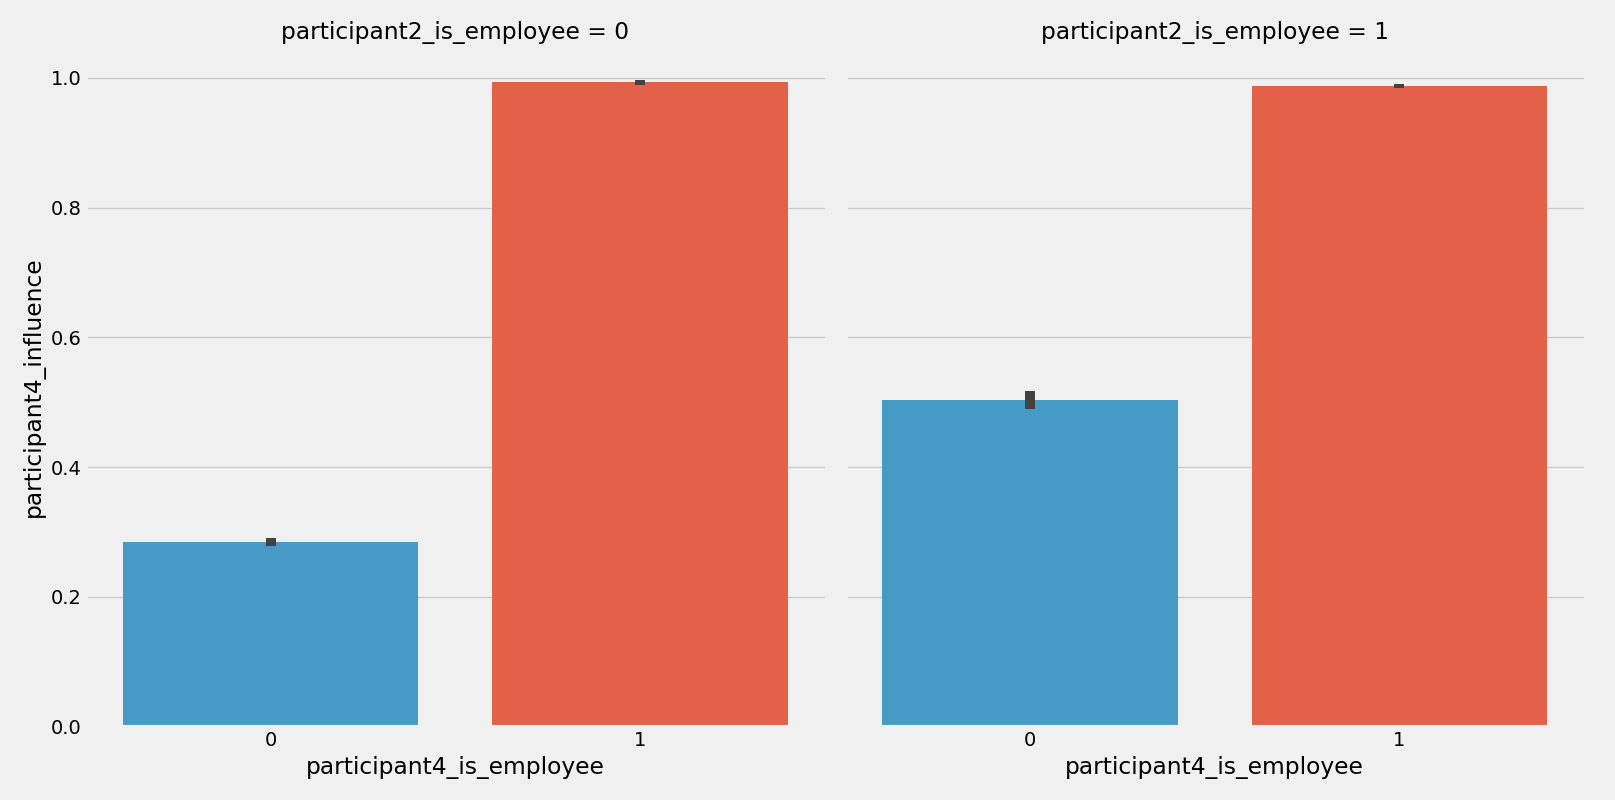 participant2_is_employee = 0
participant2_is_employee = 1
participant4_influence
1.0
0.8
0.6
0.4
0.2
0.0
0 1
0 1
participant4_is_employee
participant4_is_employee